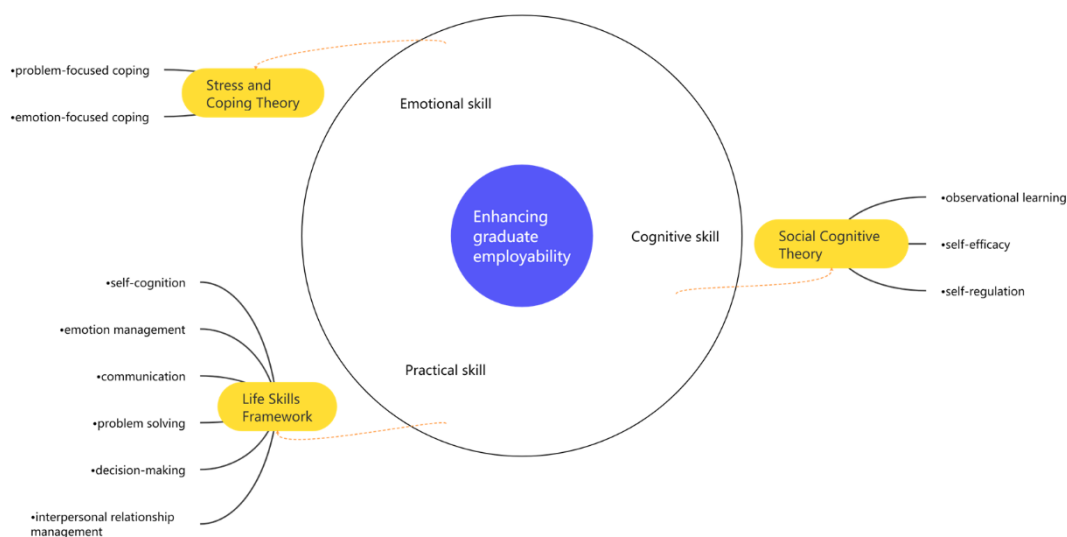 •problem-focused coping
•emotion-focused coping
Stress and
Coping Theory
Emotional skill
Enhancing
graduate
employability
Cognitive skill
Social Cognitive
Theory
•observational learning
•self-efficacy
•self-regulation
•self-cognition
•emotion management
•communication
•problem solving
•decision-making
•interpersonal relationship
management
Life Skills
Framework
Practical skill